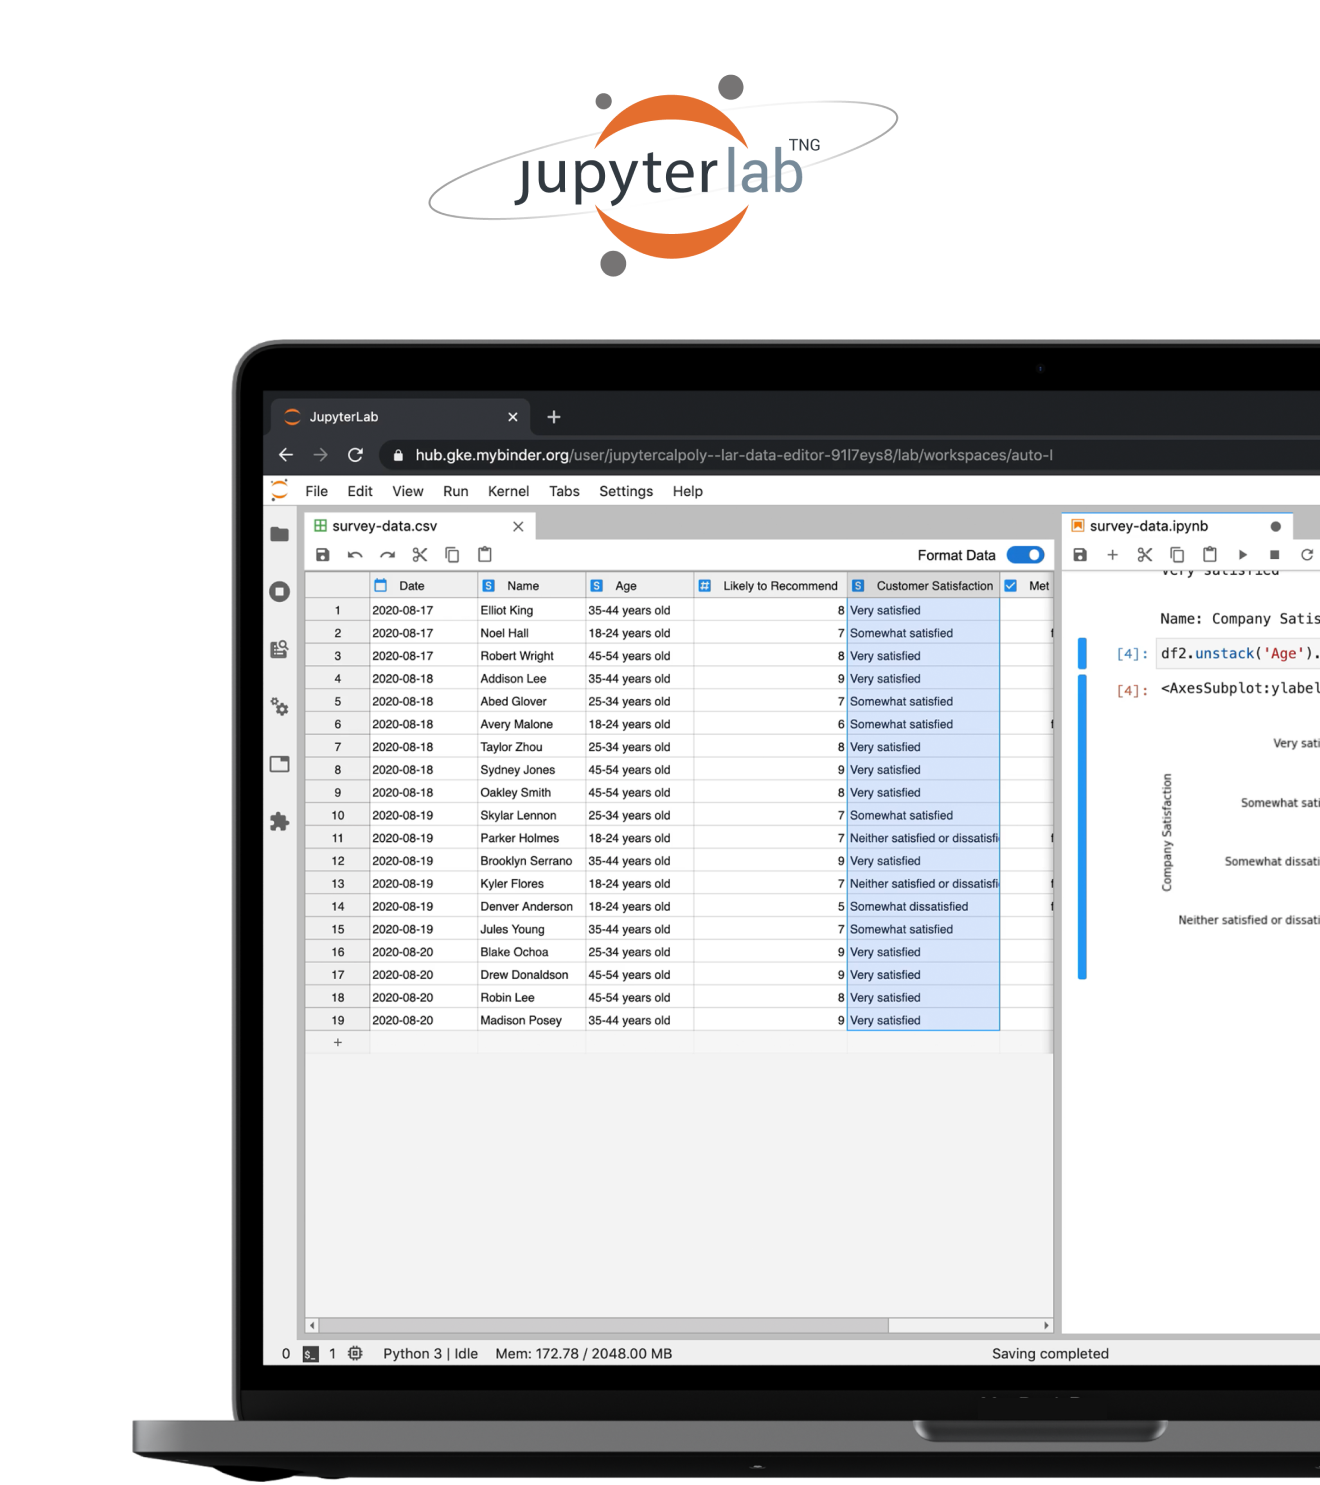 jupyterlab TNG
JupyterLab
hub.gke.mybinder.org/user/jupytercalpoly--lar-data-editor-91l7eys8/lab/workspaces/auto-l
File Edit View Run Kernel Tabs Settings Help
survey-data.csv
Format Data
Date Name Age Likely to Recommend Customer Satisfaction Met
1 2020-08-17 Elliot King 35-44 years old 8 Very satisfied
2 2020-08-17 Noel Hall 18-24 years old 7 Somewhat satisfied
3 2020-08-17 Robert Wright 45-54 years old 8 Very satisfied
4 2020-08-18 Addison Lee 35-44 years old 9 Very satisfied
5 2020-08-18 Abed Glover 25-34 years old 7 Somewhat satisfied
6 2020-08-18 Avery Malone 18-24 years old 6 Somewhat satisfied
7 2020-08-18 Taylor Zhou 25-34 years old 8 Very satisfied
8 2020-08-18 Sydney Jones 45-54 years old 9 Very satisfied
9 2020-08-18 Oakley Smith 45-54 years old 8 Very satisfied
10 2020-08-19 Skylar Lennon 25-34 years old 7 Somewhat satisfied
11 2020-08-19 Parker Holmes 18-24 years old 7 Neither satisfied or dissatisfi
12 2020-08-19 Brooklyn Serrano 35-44 years old 9 Very satisfied
13 2020-08-19 Kyler Flores 18-24 years old 7 Neither satisfied or dissatisfi
14 2020-08-19 Denver Anderson 18-24 years old 5 Somewhat dissatisfied
15 2020-08-19 Jules Young 35-44 years old 7 Somewhat satisfied
16 2020-08-20 Blake Ochoa 25-34 years old 9 Very satisfied
17 2020-08-20 Drew Donaldson 45-54 years old 9 Very satisfied
18 2020-08-20 Robin Lee 45-54 years old 8 Very satisfied
19 2020-08-20 Madison Posey 35-44 years old 9 Very satisfied
+
survey-data.ipynb
Very satisfied
Name: Company Satis
[4]: df2.unstack('Age').
[4]: <AxesSubplot:ylabel
Very sati
Somewhat sati
Company Satisfaction
Somewhat dissati
Neither satisfied or dissati
0 $_ 1 Python 3 | Idle Mem: 172.78 / 2048.00 MB Saving completed